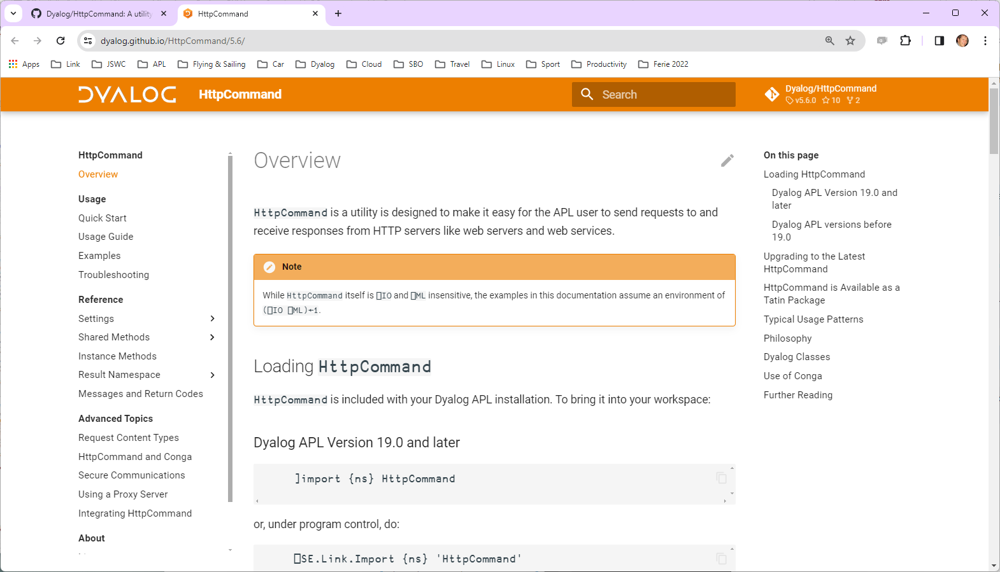 Dyalog/HttpCommand: A utility
HttpCommand
dyalog.github.io/HttpCommand/5.6/
Apps Link JSWC APL Flying & Sailing Car Dyalog Cloud SBO Travel Linux Sport Productivity Ferie 2022
DYALOG HttpCommand Search
Dyalog/HttpCommand
v5.6.0 10 2
HttpCommand
Overview
Usage
Quick Start
Usage Guide
Examples
Troubleshooting
Reference
Settings
Shared Methods
Instance Methods
Result Namespace
Messages and Return Codes
Advanced Topics
Request Content Types
HttpCommand and Conga
Secure Communications
Using a Proxy Server
Integrating HttpCommand
About
Overview
HttpCommand is a utility is designed to make it easy for the APL user to send requests to and
receive responses from HTTP servers like web servers and web services.
Note
While HttpCommand itself is ⎕IO and ⎕ML insensitive, the examples in this documentation assume an environment of
(⎕IO ⎕ML)←1.
Loading HttpCommand
HttpCommand is included with your Dyalog APL installation. To bring it into your workspace:
Dyalog APL Version 19.0 and later
]import {ns} HttpCommand
or, under program control, do:
⎕SE.Link.Import {ns} 'HttpCommand'
On this page
Loading HttpCommand
Dyalog APL Version 19.0 and
later
Dyalog APL versions before
19.0
Upgrading to the Latest
HttpCommand
HttpCommand is Available as a
Tatin Package
Typical Usage Patterns
Philosophy
Dyalog Classes
Use of Conga
Further Reading